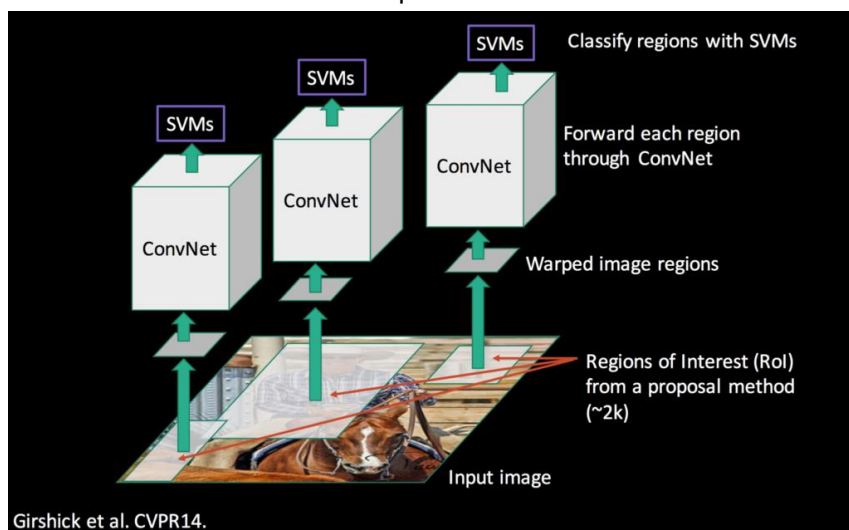 SVMs
Classify regions with SVMs
SVMs
SVMs
ConvNet
Forward each region
through ConvNet
ConvNet
ConvNet
Warped image regions
Regions of Interest (RoI)
from a proposal method
(~2k)
Input image
Girshick et al. CVPR14.